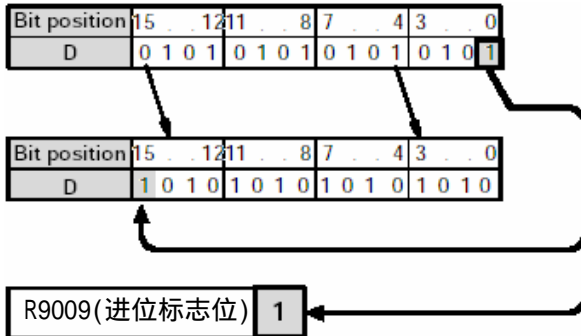 Bit position 15 . . 12 11 . . 8 7 . . 4 3 . . 0
D 0 1 0 1 0 1 0 1 0 1 0 1 0 1 0 1
Bit position 15 . . 12 11 . . 8 7 . . 4 3 . . 0
D 1 0 1 0 1 0 1 0 1 0 1 0 1 0 1 0
R9009(进位标志位) 1